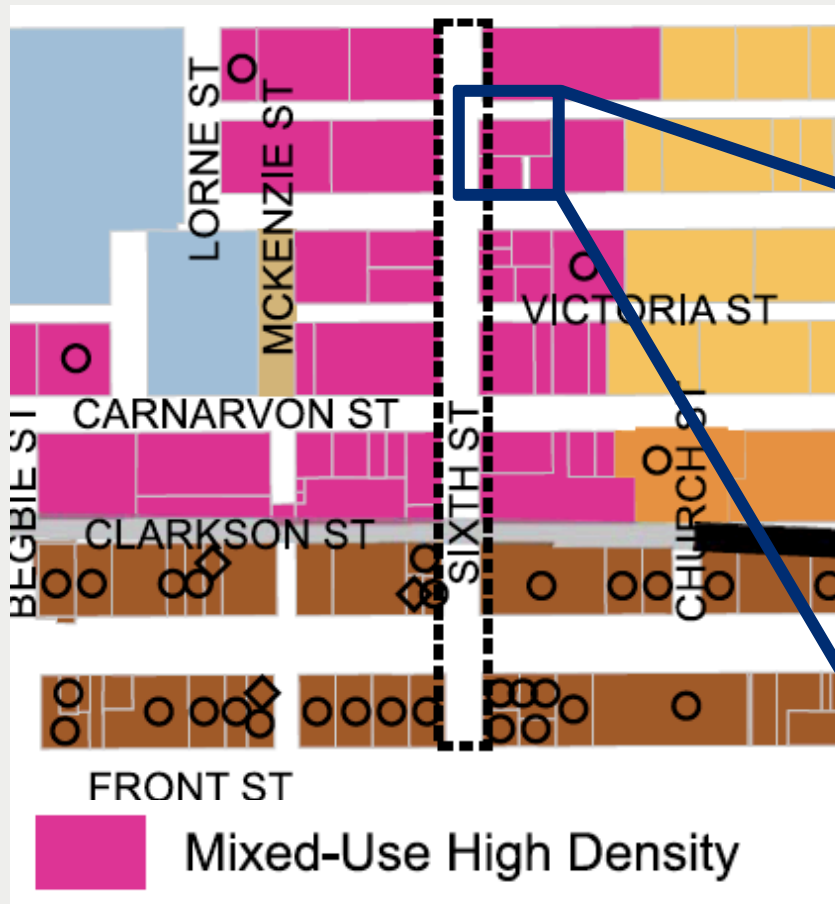 LORNE ST
MCKENZIE ST
VICTORIA ST
CARNARVON ST
SIXTH ST
CHURCH ST
BEGBIE ST
CLARKSON ST
FRONT ST
Mixed-Use High Density